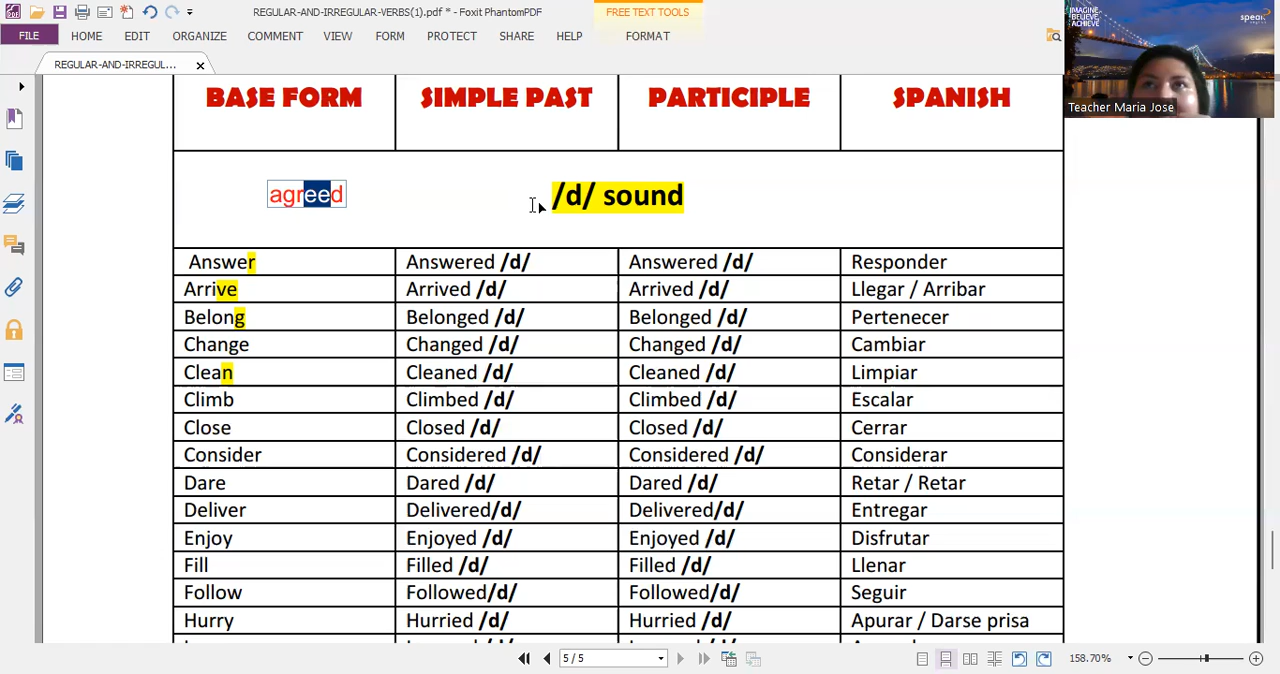 REGULAR-AND-IRREGULAR-VERBS(1).pdf * - Foxit PhantomPDF
FREE TEXT TOOLS
FILE HOME EDIT ORGANIZE COMMENT VIEW FORM PROTECT SHARE HELP FORMAT
REGULAR-AND-IRREGUL... ×
IMAGINE
BELIEVE
ACHIEVE
speak
Teacher Maria Jose
BASE FORM SIMPLE PAST PARTICIPLE SPANISH
agreed /d/ sound
Answer Answered /d/ Answered /d/ Responder
Arrive Arrived /d/ Arrived /d/ Llegar / Arribar
Belong Belonged /d/ Belonged /d/ Pertenecer
Change Changed /d/ Changed /d/ Cambiar
Clean Cleaned /d/ Cleaned /d/ Limpiar
Climb Climbed /d/ Climbed /d/ Escalar
Close Closed /d/ Closed /d/ Cerrar
Consider Considered /d/ Considered /d/ Considerar
Dare Dared /d/ Dared /d/ Retar / Retar
Deliver Delivered/d/ Delivered/d/ Entregar
Enjoy Enjoyed /d/ Enjoyed /d/ Disfrutar
Fill Filled /d/ Filled /d/ Llenar
Follow Followed/d/ Followed/d/ Seguir
Hurry Hurried /d/ Hurried /d/ Apurar / Darse prisa
5 / 5
158.70%